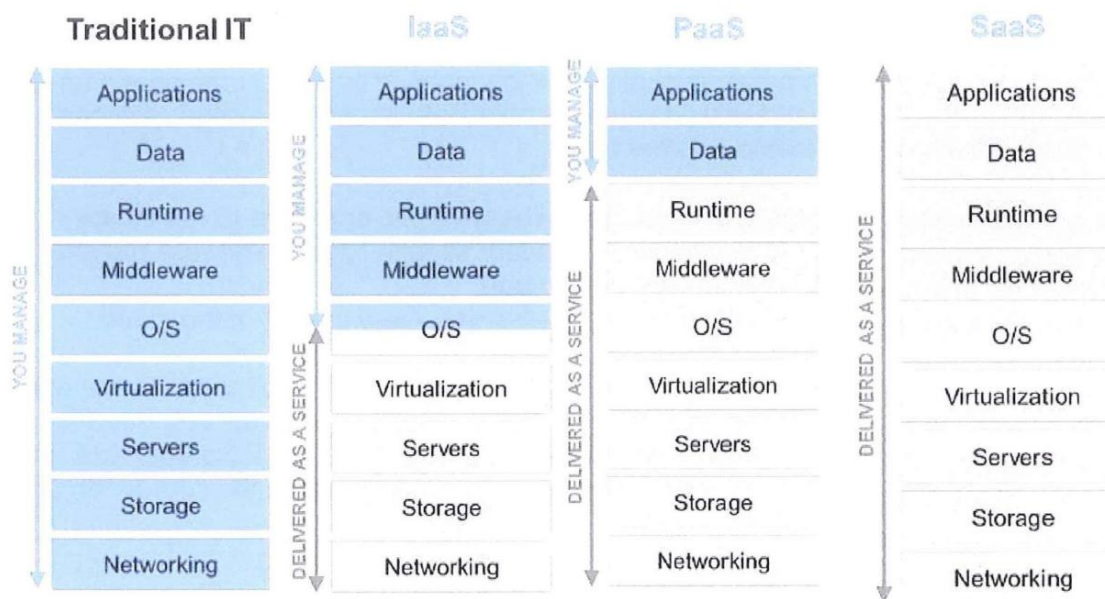 Traditional IT
IaaS
PaaS
SaaS
YOU MANAGE
Applications
Data
Runtime
Middleware
O/S
Virtualization
Servers
Storage
Networking
YOU MANAGE
DELIVERED AS A SERVICE
Applications
Data
Runtime
Middleware
O/S
Virtualization
Servers
Storage
Networking
YOU MANAGE
DELIVERED AS A SERVICE
Applications
Data
Runtime
Middleware
O/S
Virtualization
Servers
Storage
Networking
DELIVERED AS A SERVICE
Applications
Data
Runtime
Middleware
O/S
Virtualization
Servers
Storage
Networking